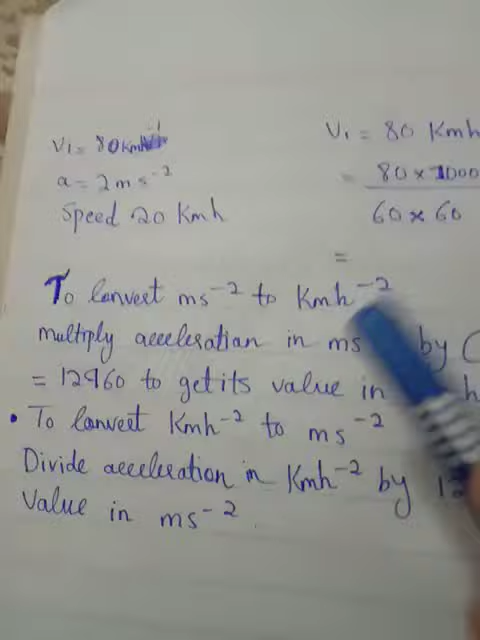 V₁ = 80 Kmh⁻¹
a = 2 ms⁻²
Speed 20 Kmh
V₁ = 80 Kmh
= 80 × 1000
60 × 60
=
To Convert ms⁻² to Kmh⁻²
multiply acceleration in ms by (
= 12960 to get its value in h
• To Convert Kmh⁻² to ms⁻²
Divide acceleration in Kmh⁻² by 12
Value in ms⁻²